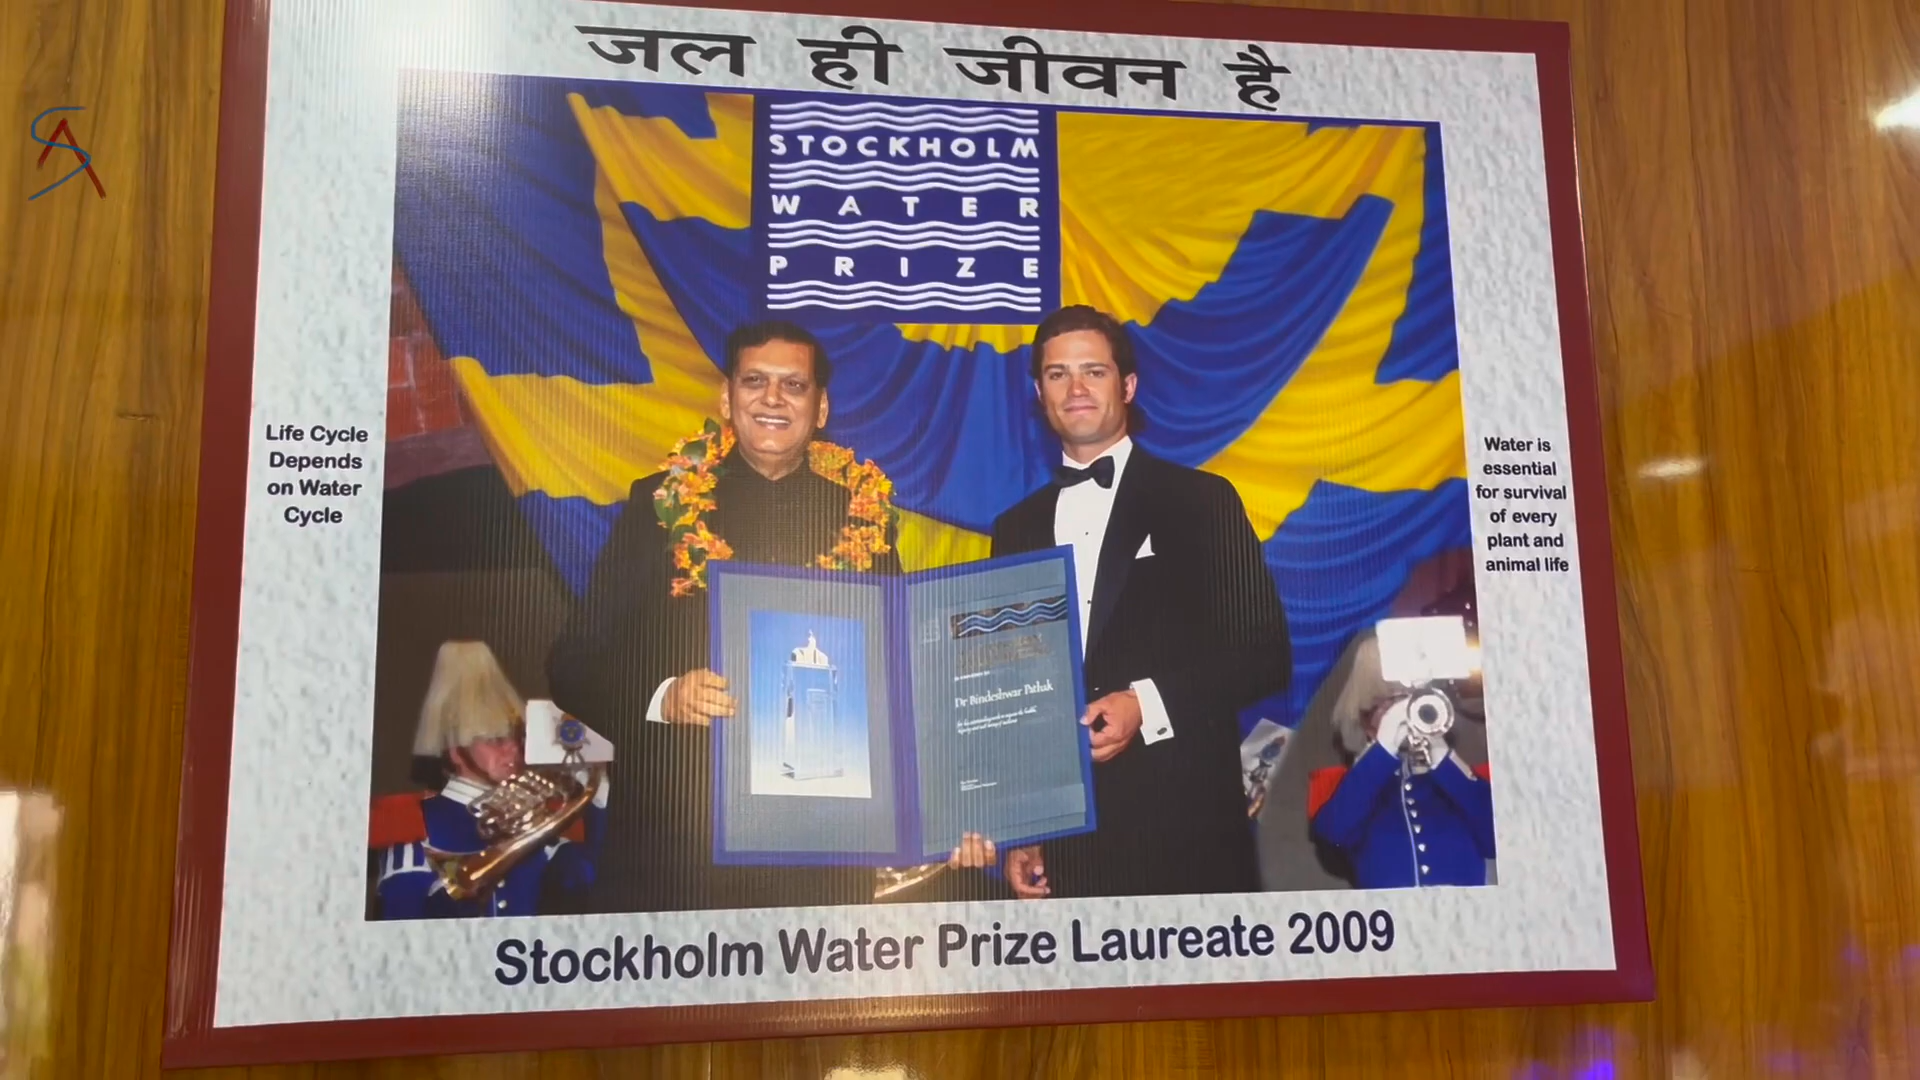 जल ही जीवन है
STOCKHOLM
WATER
PRIZE
Life Cycle
Depends
on Water
Cycle
Water is
essential
for survival
of every
plant and
animal life
Dr Bindeshwar Pathak
Stockholm Water Prize Laureate 2009